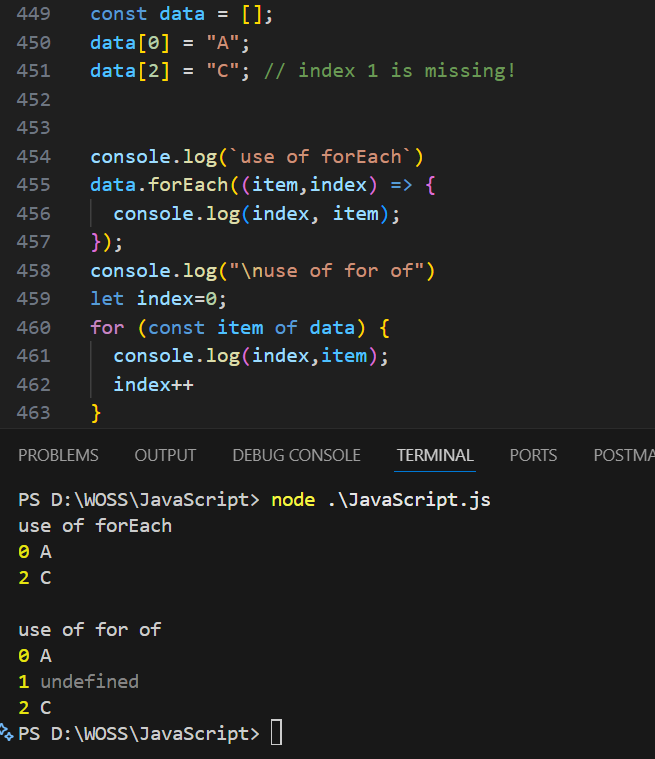 449 const data = [];
450 data[0] = "A";
451 data[2] = "C"; // index 1 is missing!
452
453
454 console.log(`use of forEach`)
455 data.forEach((item,index) => {
456   console.log(index, item);
457 });
458 console.log("\nuse of for of")
459 let index=0;
460 for (const item of data) {
461   console.log(index,item);
462   index++
463 }
PROBLEMS OUTPUT DEBUG CONSOLE TERMINAL PORTS POSTMA
PS D:\WOSS\JavaScript> node .\JavaScript.js
use of forEach
0 A
2 C

use of for of
0 A
1 undefined
2 C
PS D:\WOSS\JavaScript>